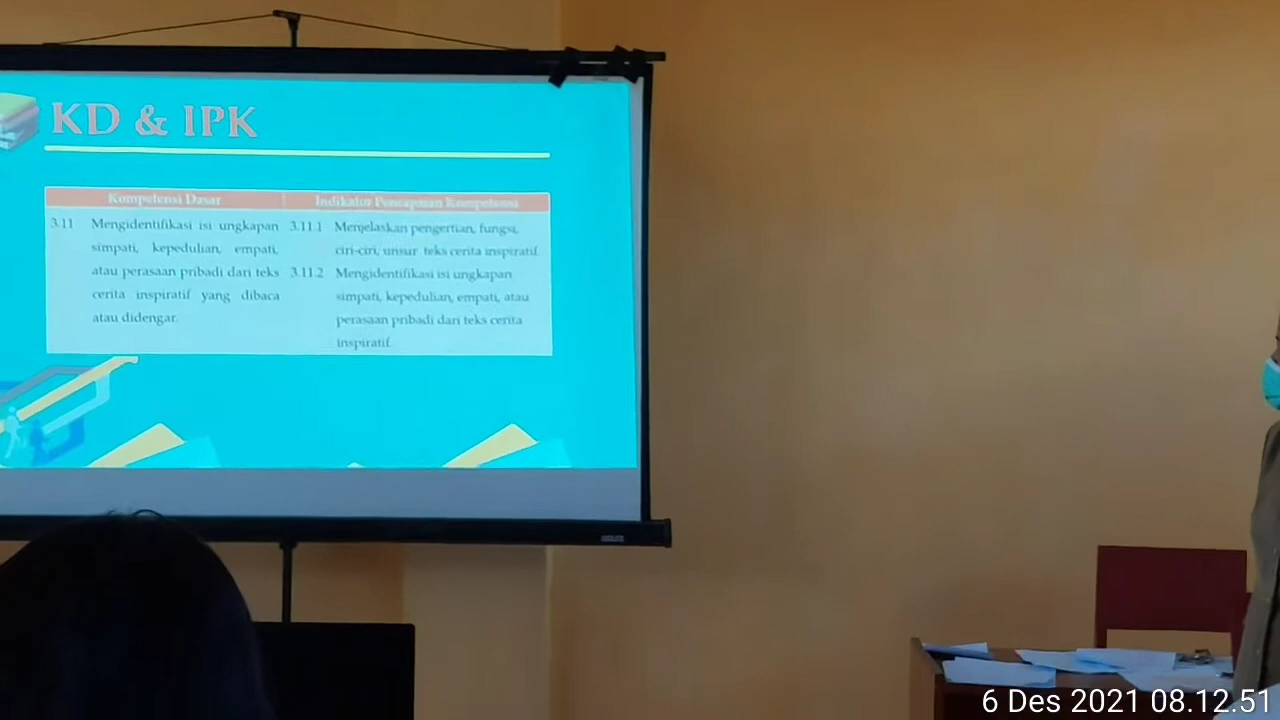 KD & IPK
Kompetensi Dasar
Indikator Pencapaian Kompetensi
3.11 Mengidentifikasi isi ungkapan
simpati, kepedulian, empati,
atau perasaan pribadi dari teks
cerita inspiratif yang dibaca
atau didengar.
3.11.1 Menjelaskan pengertian, fungsi,
ciri-ciri, unsur teks cerita inspiratif.
3.11.2 Mengidentifikasi isi ungkapan
simpati, kepedulian, empati, atau
perasaan pribadi dari teks cerita
inspiratif.
6 Des 2021 08.12.51